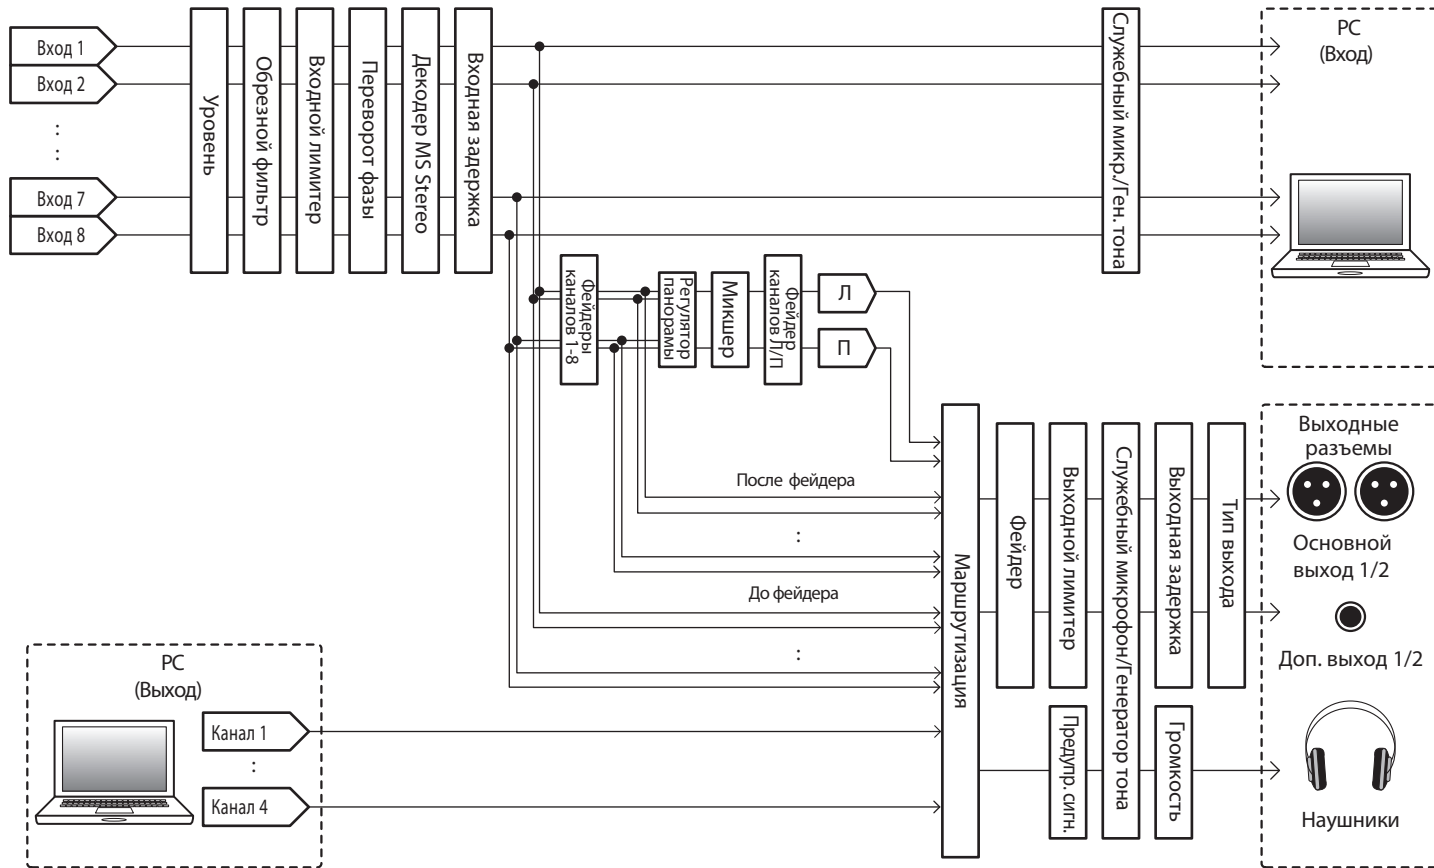 Вход 1
Вход 2
:
:
Вход 7
Вход 8
Уровень
Обрезной фильтр
Входной лимитер
Переворот фазы
Декодер MS Stereo
Входная задержка
Служебный микр./Ген. тона
PC
(Вход)
Фейдеры
каналов 1-8
Регулятор
панорамы
Микшер
Фейдер
каналов Л/П
Л
П
После фейдера
:
До фейдера
:
Маршрутизация
Фейдер
Выходной лимитер
Служебный микрофон/Генератор тона
Выходная задержка
Тип выхода
Предупр. сигн.
Громкость
Выходные
разъемы
Основной
выход 1/2
Доп. выход 1/2
Наушники
PC
(Выход)
Канал 1
:
Канал 4